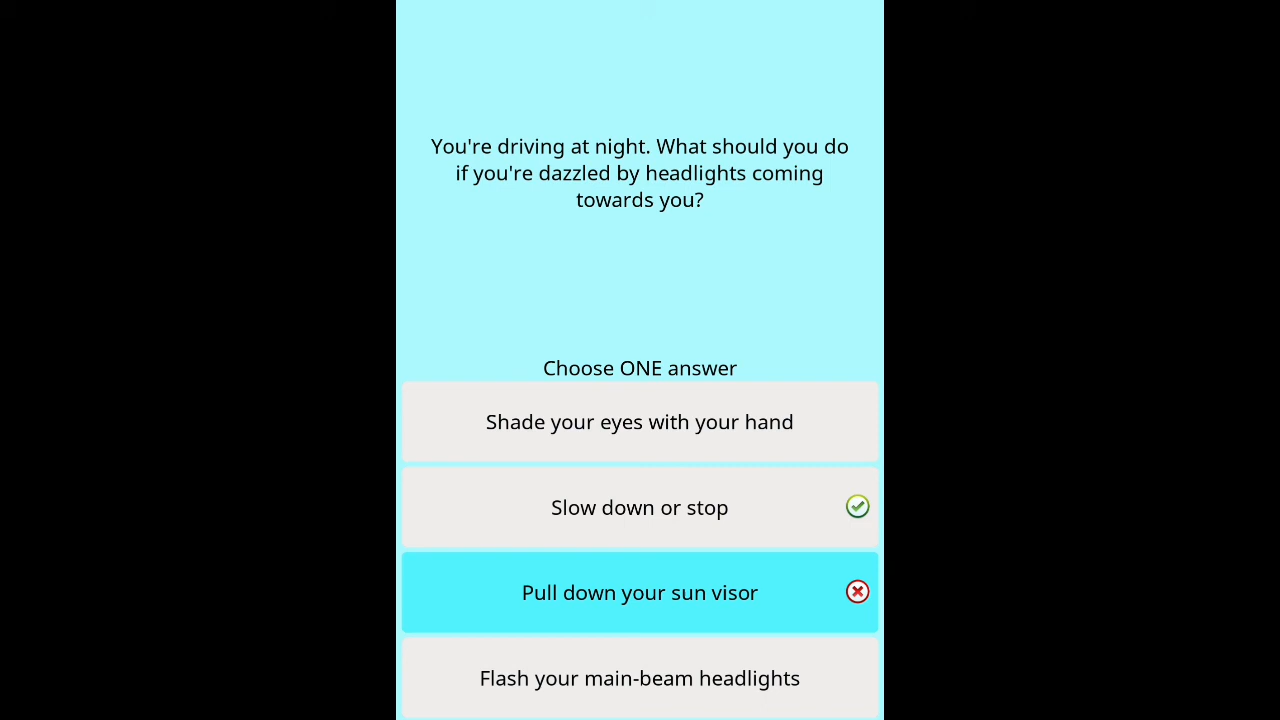 You're driving at night. What should you do
if you're dazzled by headlights coming
towards you?
Choose ONE answer
Shade your eyes with your hand
Slow down or stop
Pull down your sun visor
Flash your main-beam headlights